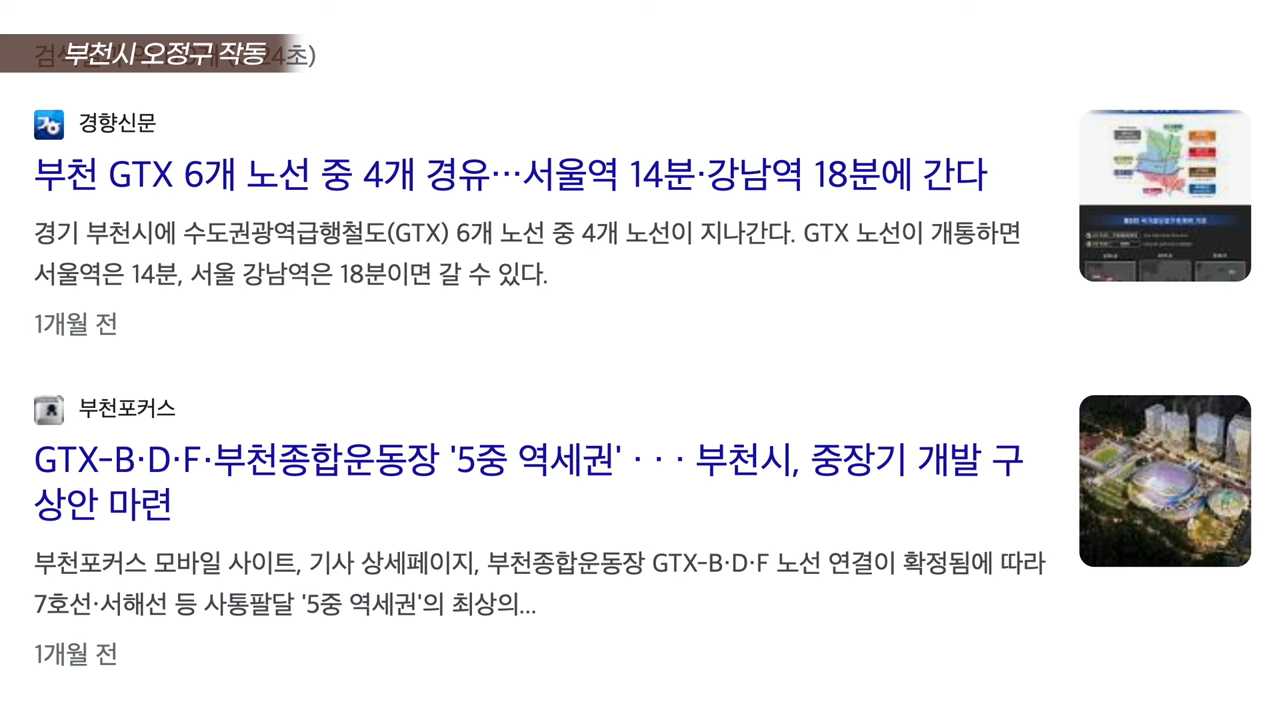 부천시 오정구 작동
초)
경향신문
부천 GTX 6개 노선 중 4개 경유…서울역 14분·강남역 18분에 간다
경기 부천시에 수도권광역급행철도(GTX) 6개 노선 중 4개 노선이 지나간다. GTX 노선이 개통하면
서울역은 14분, 서울 강남역은 18분이면 갈 수 있다.
1개월 전
부천포커스
GTX-B·D·F·부천종합운동장 '5중 역세권' · · · 부천시, 중장기 개발 구
상안 마련
부천포커스 모바일 사이트, 기사 상세페이지, 부천종합운동장 GTX-B·D·F 노선 연결이 확정됨에 따라
7호선·서해선 등 사통팔달 '5중 역세권'의 최상의...
1개월 전